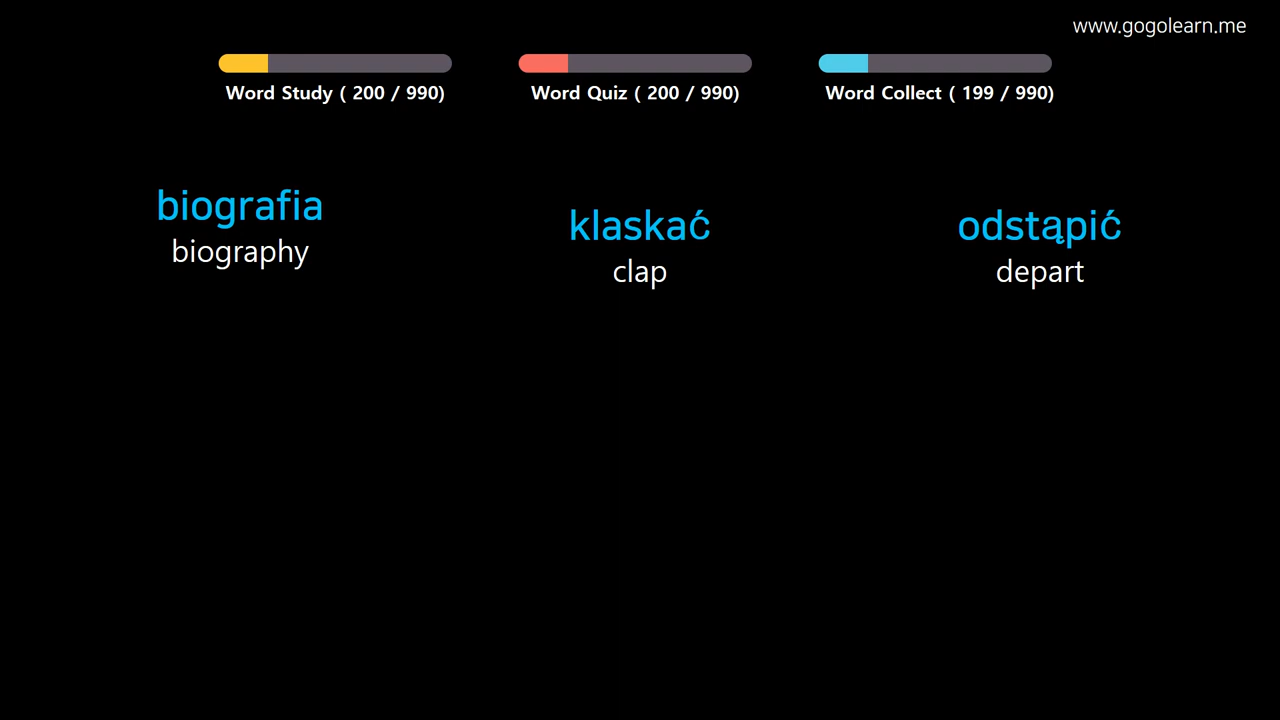 www.gogolearn.me
Word Study ( 200 / 990)
Word Quiz ( 200 / 990)
Word Collect ( 199 / 990)
biografia
biography
klaskać
clap
odstąpić
depart